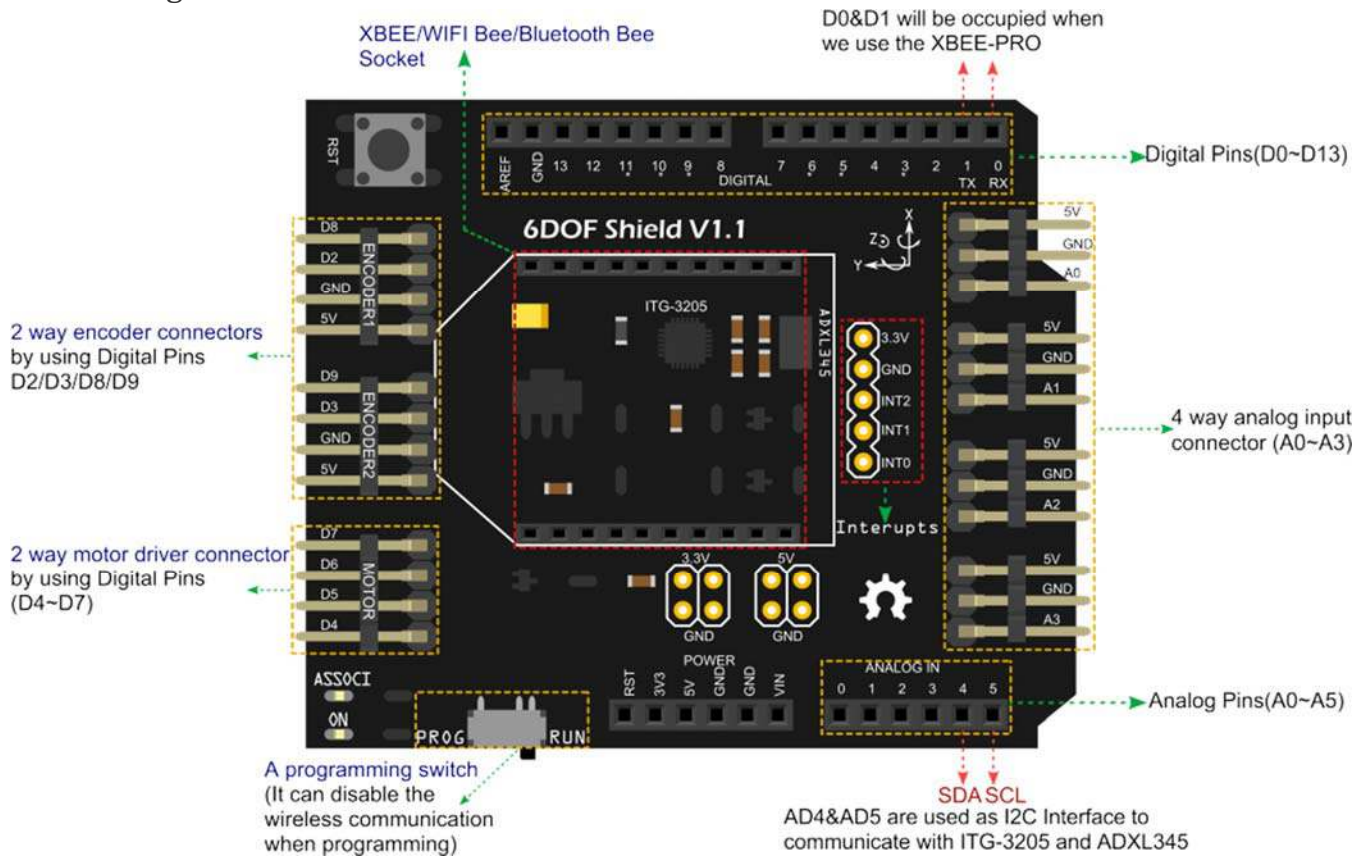 XBEE/WIFI Bee/Bluetooth Bee
Socket
D0&D1 will be occupied when
we use the XBEE-PRO
RST
AREF
GND
13
12
11
10
9
8
7
6
5
4
3
2
1
0
DIGITAL
TX
RX
Digital Pins(D0~D13)
6DOF Shield V1.1
X
Z
Y
D8
D2
GND
5V
ENCODER1
2 way encoder connectors
by using Digital Pins
D2/D3/D8/D9
D9
D3
GND
5V
ENCODER2
ITG-3205
ADXL345
3.3V
GND
INT2
INT1
INT0
Interupts
5V
GND
A0
5V
GND
A1
5V
GND
A2
5V
GND
A3
4 way analog input
connector (A0~A3)
2 way motor driver connector
by using Digital Pins
(D4~D7)
D7
D6
D5
D4
MOTOR
3.3V
5V
GND
GND
POWER
RST
3V3
5V
GND
GND
VIN
ANALOG IN
0
1
2
3
4
5
Analog Pins(A0~A5)
ASSOCI
ON
PROG
RUN
A programming switch
(It can disable the
wireless communication
when programming)
SDA SCL
AD4&AD5 are used as I2C Interface to
communicate with ITG-3205 and ADXL345